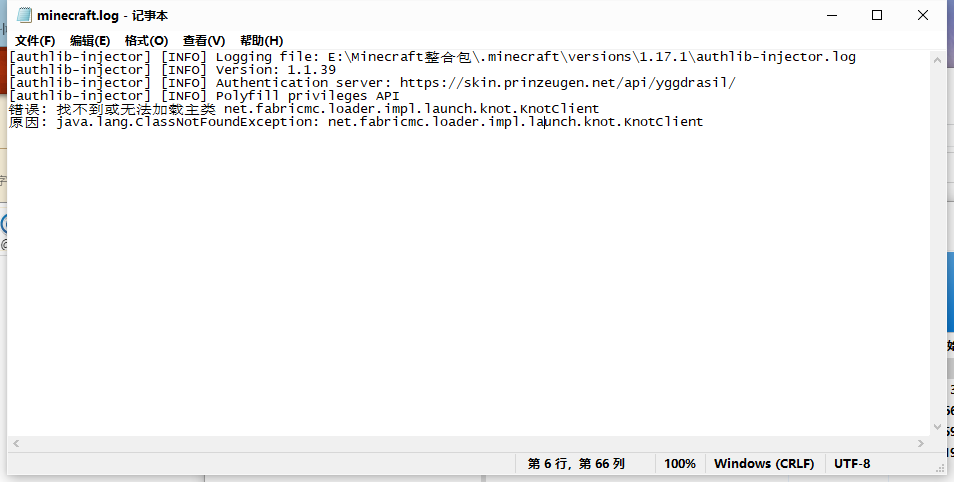 minecraft.log - 记事本
文件(F) 编辑(E) 格式(O) 查看(V) 帮助(H)
[authlib-injector] [INFO] Logging file: E:\Minecraft整合包\.minecraft\versions\1.17.1\authlib-injector.log
[authlib-injector] [INFO] Version: 1.1.39
[authlib-injector] [INFO] Authentication server: https://skin.prinzeugen.net/api/yggdrasil/
[authlib-injector] [INFO] Polyfill privileges API
错误: 找不到或无法加载主类 net.fabricmc.loader.impl.launch.knot.KnotClient
原因: java.lang.ClassNotFoundException: net.fabricmc.loader.impl.launch.knot.KnotClient
第 6 行，第 66 列 100% Windows (CRLF) UTF-8